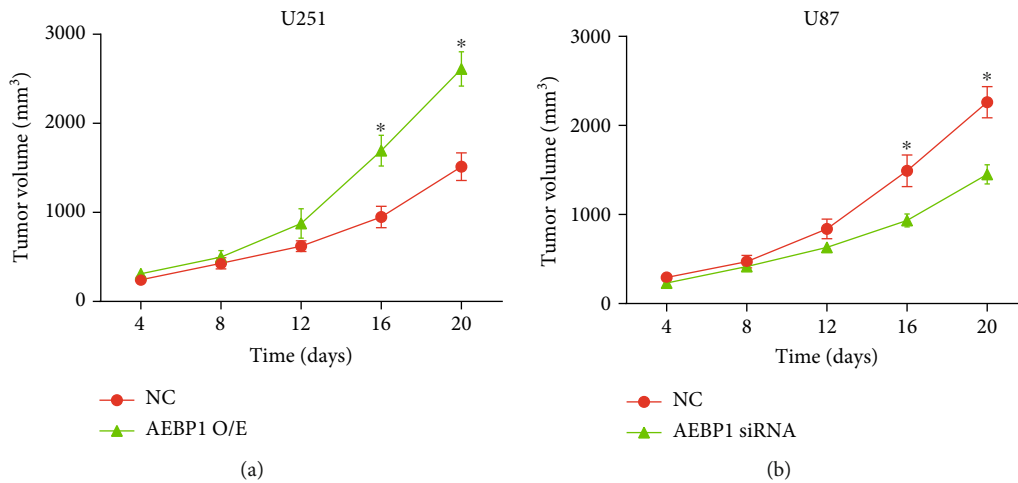 U251
Tumor volume (mm³)
3000
2000
1000
0
*
*
4 8 12 16 20
Time (days)
NC
AEBP1 O/E
(a)
U87
Tumor volume (mm³)
3000
2000
1000
0
*
*
4 8 12 16 20
Time (days)
NC
AEBP1 siRNA
(b)